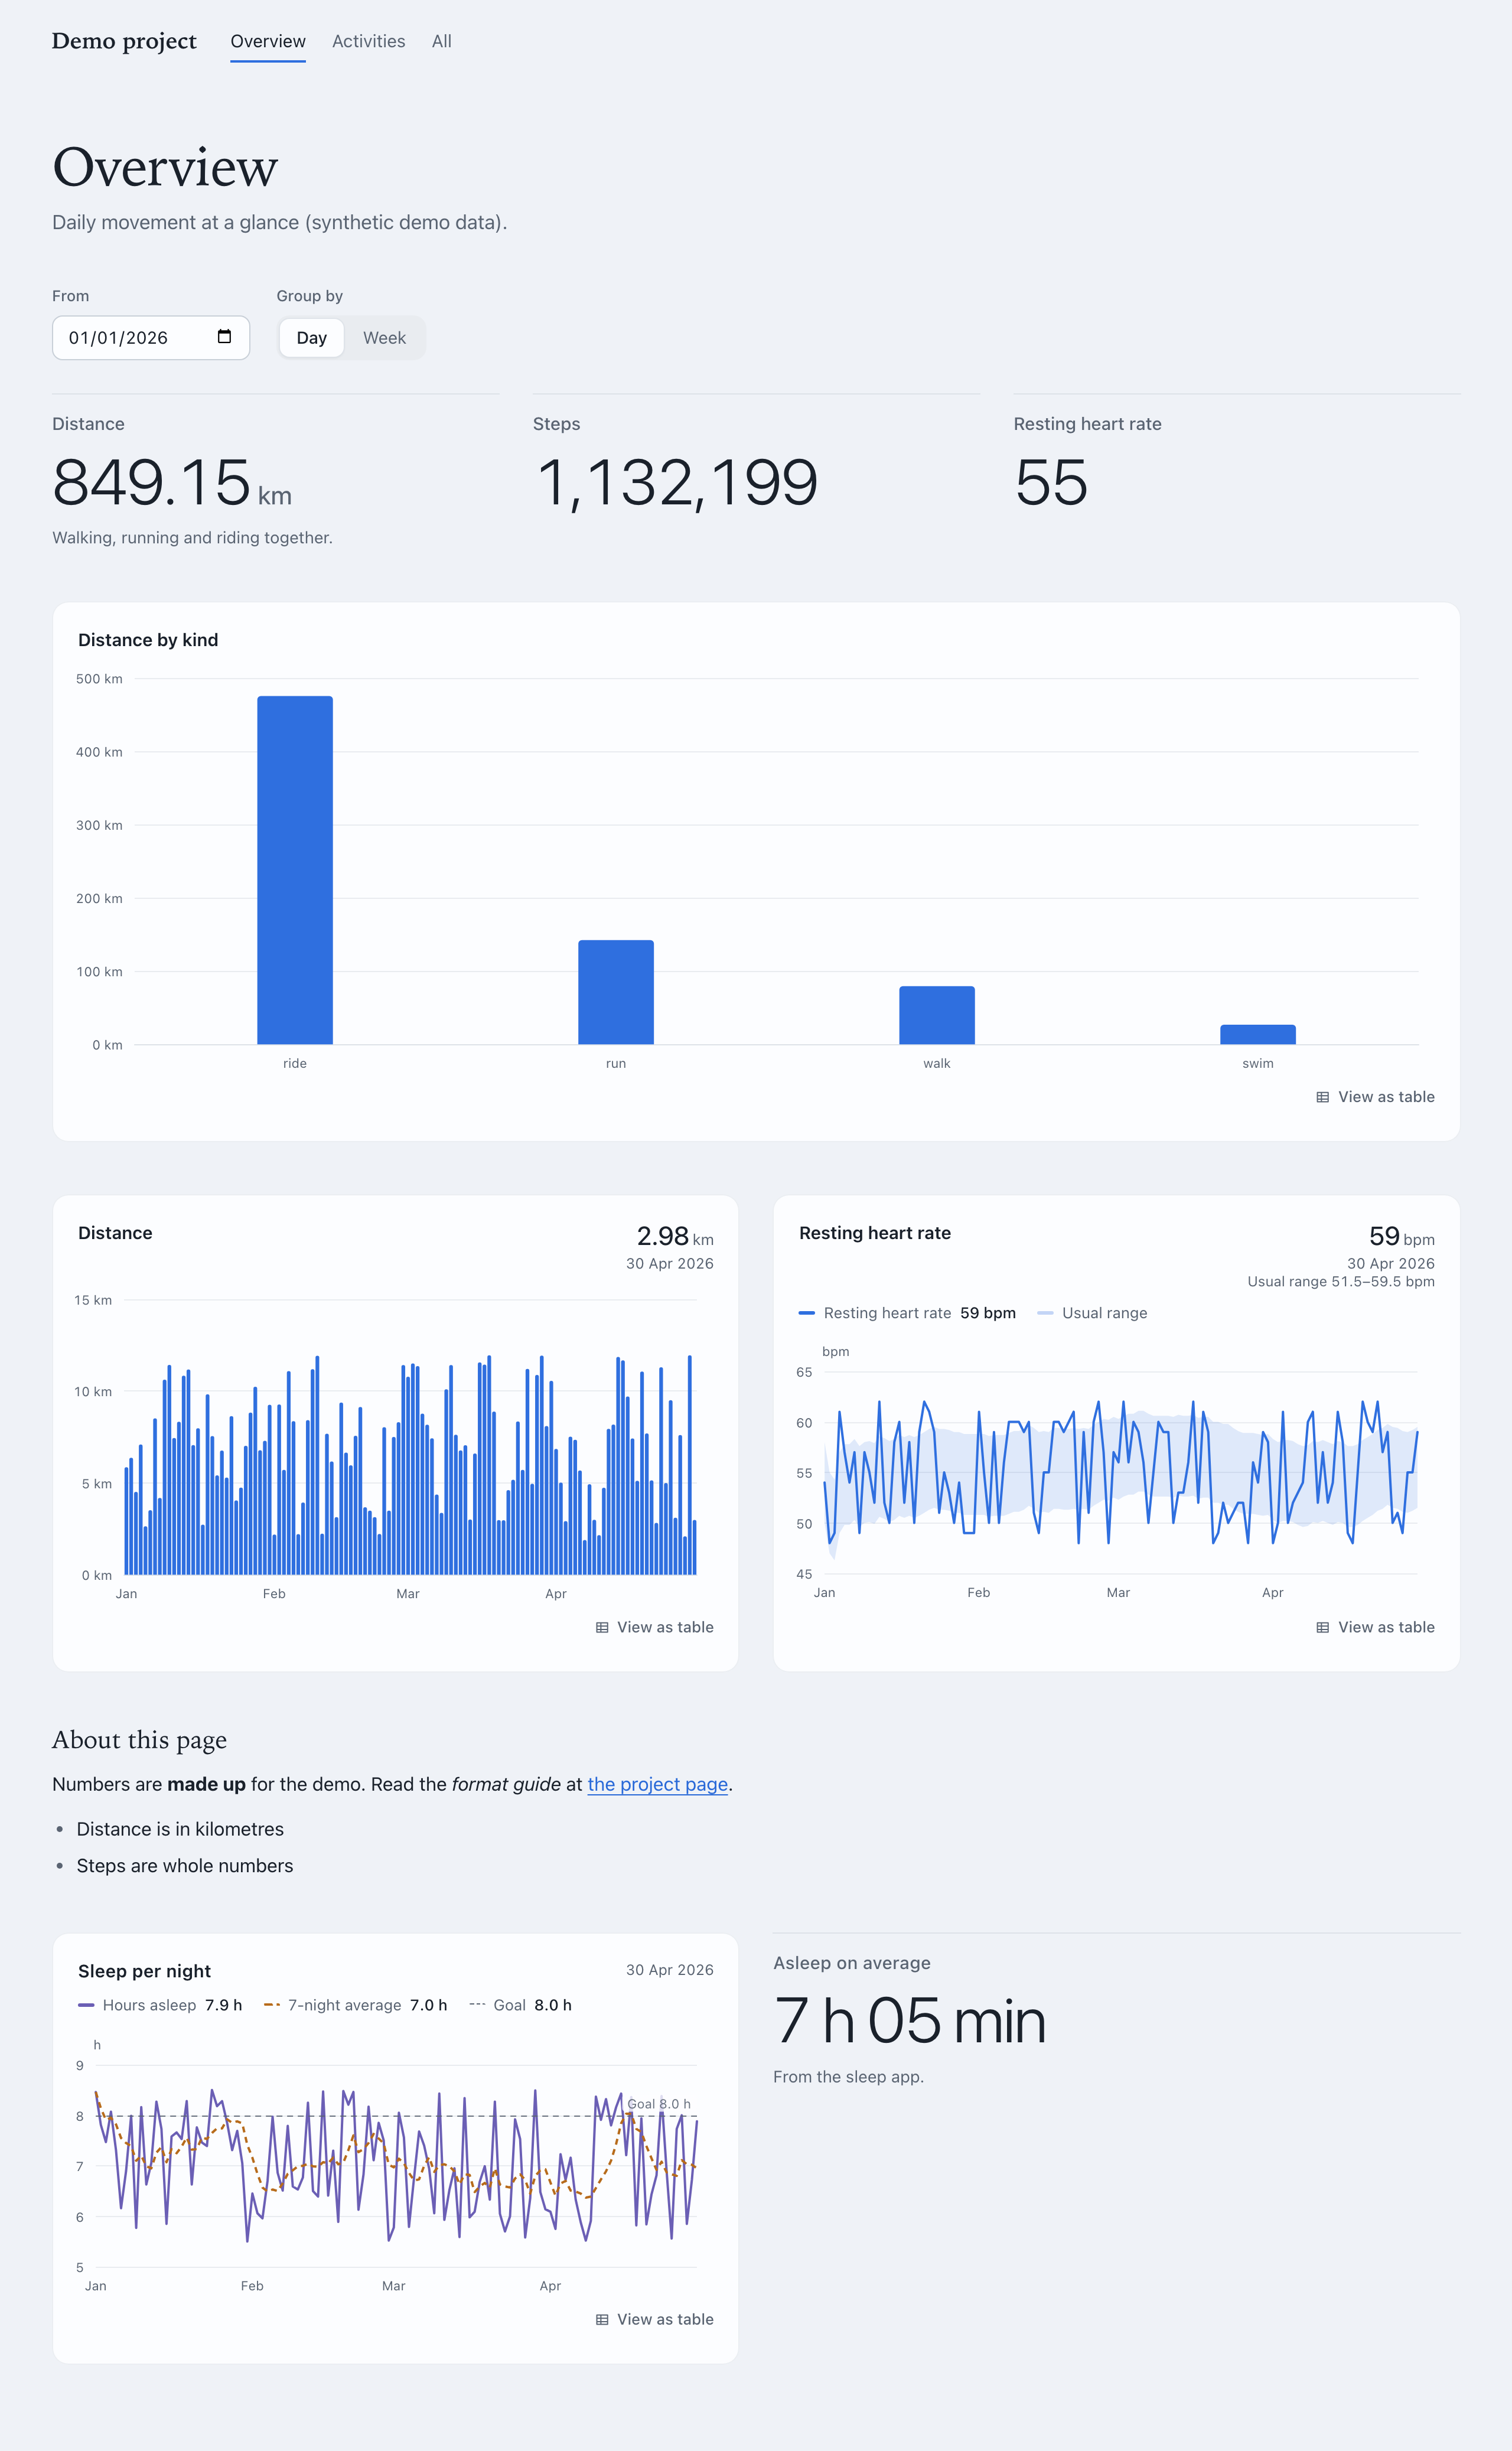 Demo project Overview Activities All
Overview
Daily movement at a glance (synthetic demo data).
From Group by
01/01/2026 Day Week
Distance Steps Resting heart rate
849.15 km 1,132,199 55
Walking, running and riding together.
Distance by kind
500 km
400 km
300 km
200 km
100 km
0 km
ride run walk swim
View as table
Distance 2.98 km
30 Apr 2026
15 km
10 km
5 km
0 km
Jan Feb Mar Apr
View as table
Resting heart rate 59 bpm
30 Apr 2026
Usual range 51.5–59.5 bpm
Resting heart rate 59 bpm Usual range
bpm
65
60
55
50
45
Jan Feb Mar Apr
View as table
About this page
Numbers are made up for the demo. Read the format guide at the project page.
• Distance is in kilometres
• Steps are whole numbers
Sleep per night 30 Apr 2026
Hours asleep 7.9 h 7-night average 7.0 h Goal 8.0 h
h
9
Goal 8.0 h
8
7
6
5
Jan Feb Mar Apr
View as table
Asleep on average
7 h 05 min
From the sleep app.